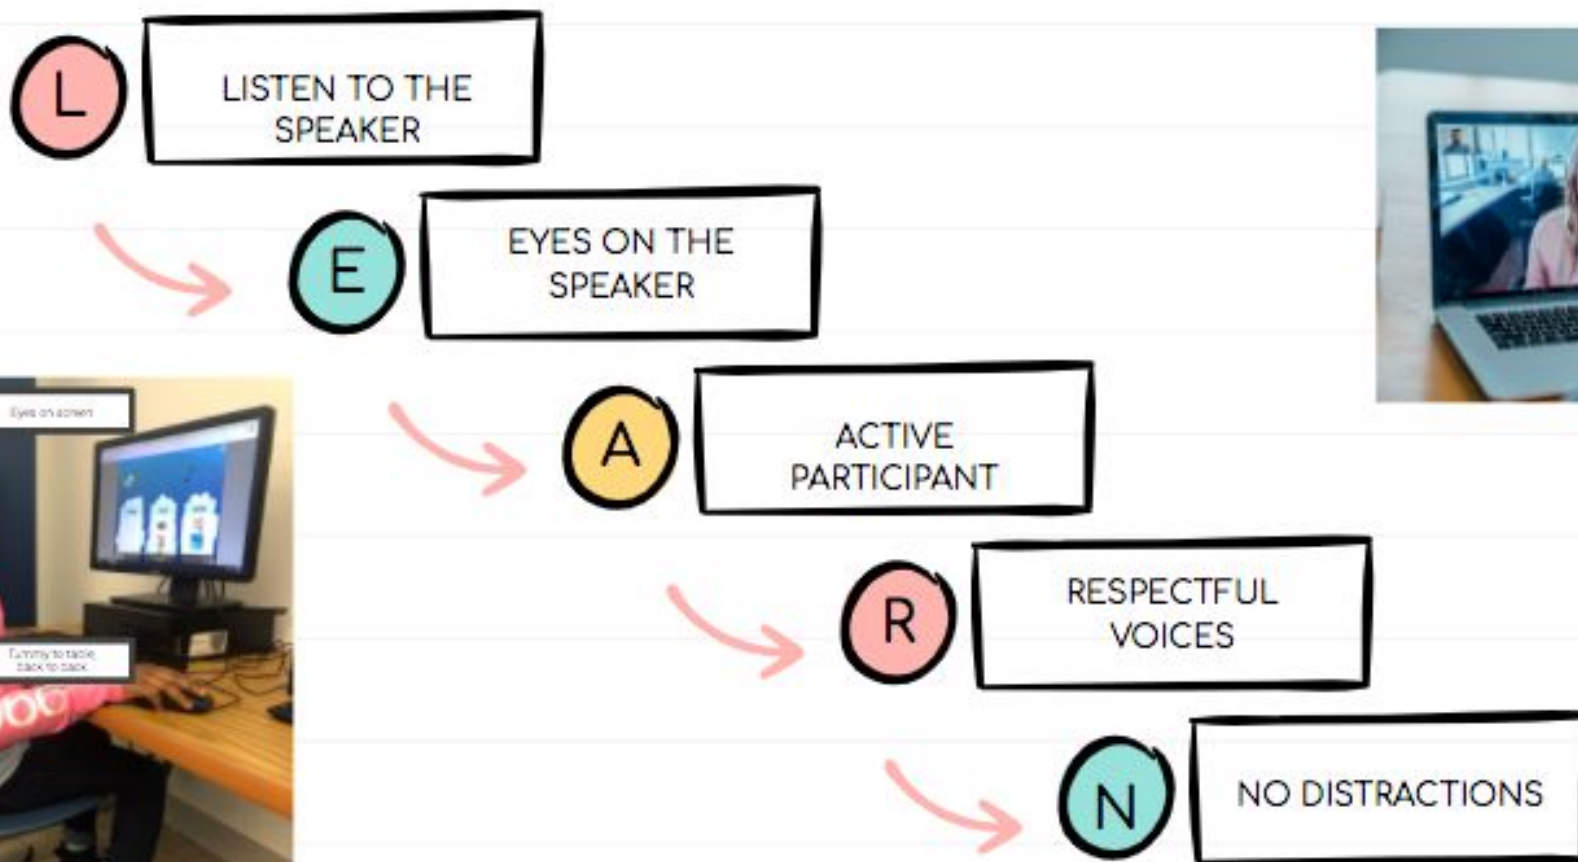 L
LISTEN TO THE
SPEAKER
E
EYES ON THE
SPEAKER
Eyes on screen
A
ACTIVE
PARTICIPANT
R
RESPECTFUL
VOICES
Tummy to table,
back to back
N
NO DISTRACTIONS